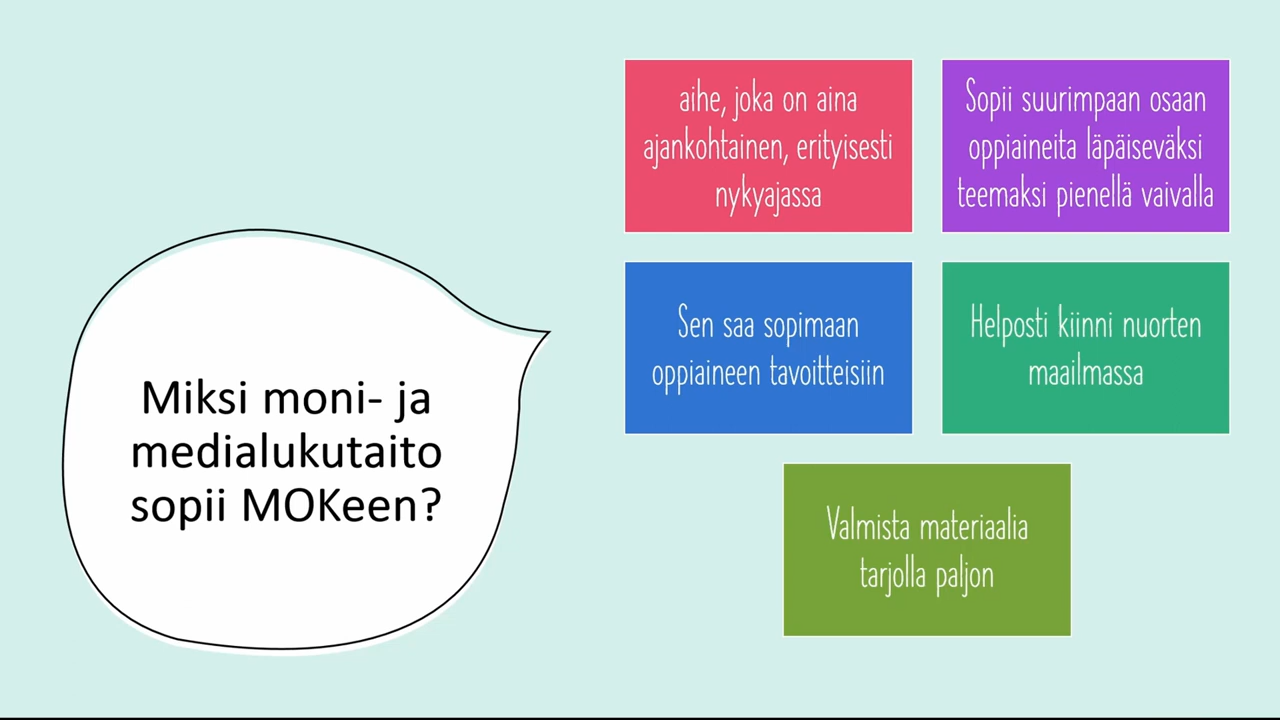 Miksi moni- ja
medialukutaito
sopii MOKeen?
aihe, joka on aina
ajankohtainen, erityisesti
nykyajassa
Sopii suurimpaan osaan
oppiaineita läpäiseväksi
teemaksi pienellä vaivalla
Sen saa sopimaan
oppiaineen tavoitteisiin
Helposti kiinni nuorten
maailmassa
Valmista materiaalia
tarjolla paljon